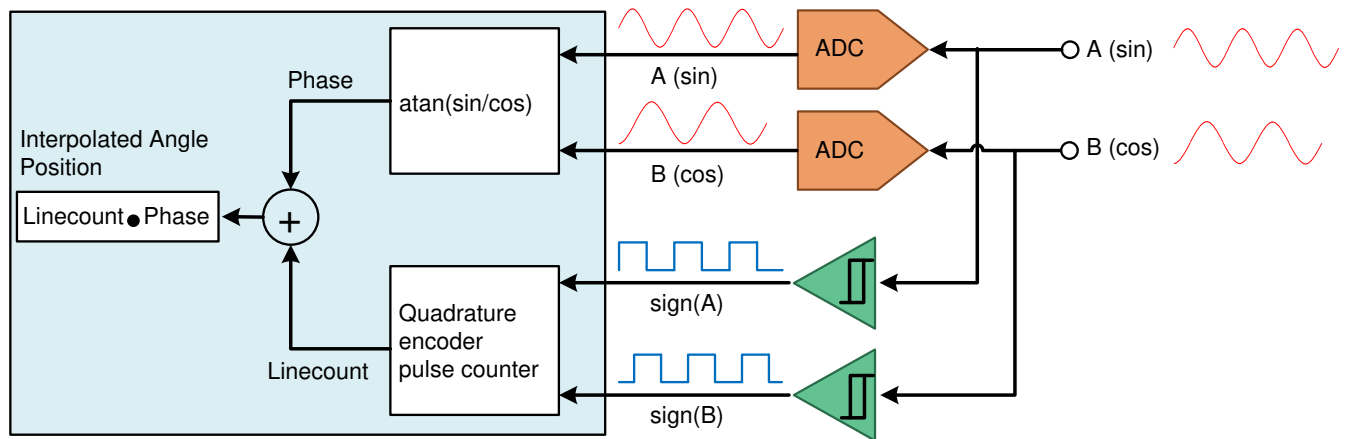 ADC
A (sin)
A (sin)
Phase
atan(sin/cos)
Interpolated Angle
Position
ADC
B (cos)
B (cos)
Linecount●Phase
+
sign(A)
Quadrature
encoder
pulse counter
Linecount
sign(B)